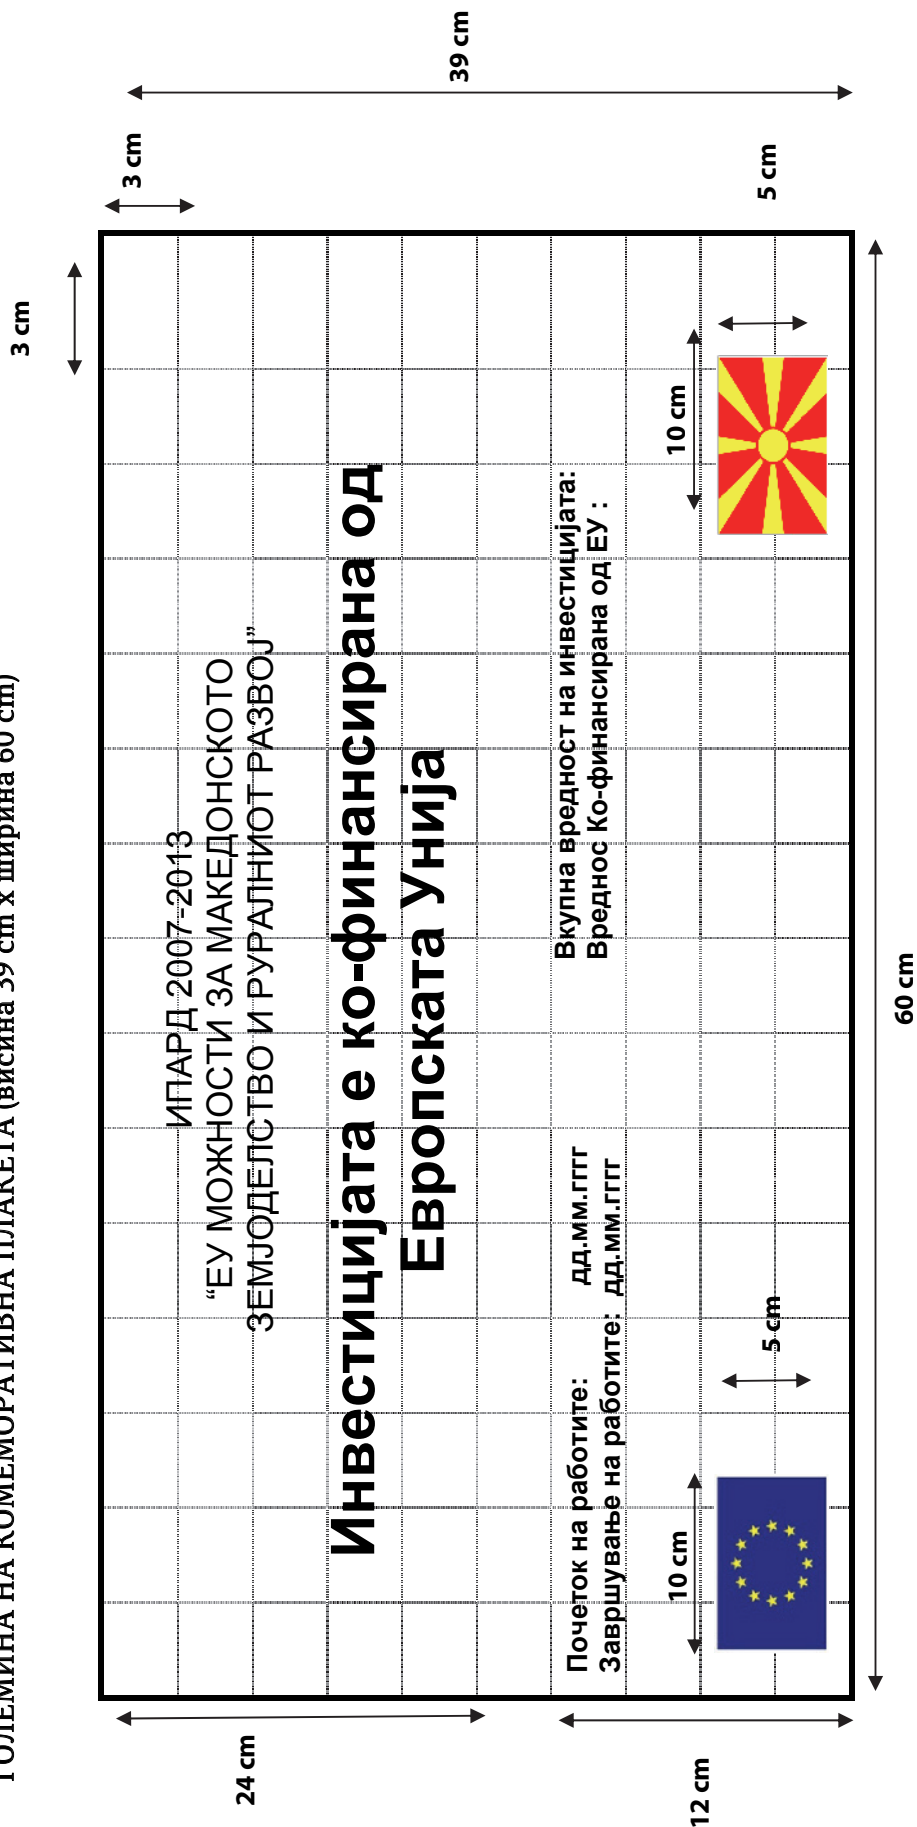 ГОЛЕМИНА НА КОМЕМОРАТИВНА ПЛАКЕТА (висина 39 cm x ширина 60 cm)
3 cm
3 cm
39 cm
24 cm
ИПАРД 2007-2013
“ЕУ МОЖНОСТИ ЗА МАКЕДОНСКОТО
ЗЕМЈОДЕЛСТВО И РУРАЛНИОТ РАЗВОЈ”
Инвестицијата е ко-финансирана од
Европската Унија
Почеток на работите: дд.мм.гггг
Завршување на работите: дд.мм.гггг
Вкупна вредност на инвестицијата:
Вреднос Ко-финансирана од ЕУ :
12 cm
10 cm
5 cm
10 cm
5 cm
60 cm